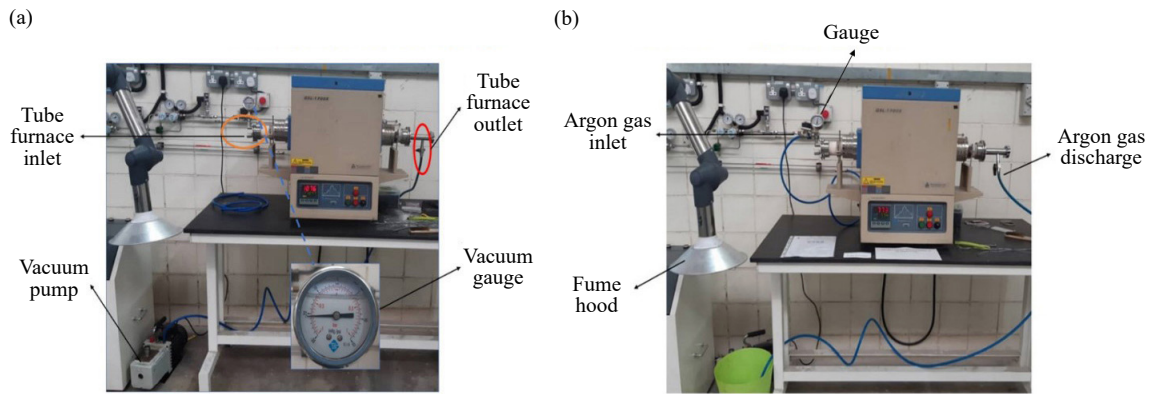 (a)
(b)
Gauge
Tube
furnace
inlet
Tube
furnace
outlet
Argon gas
inlet
Argon gas
discharge
Vacuum
pump
Vacuum
gauge
Fume
hood